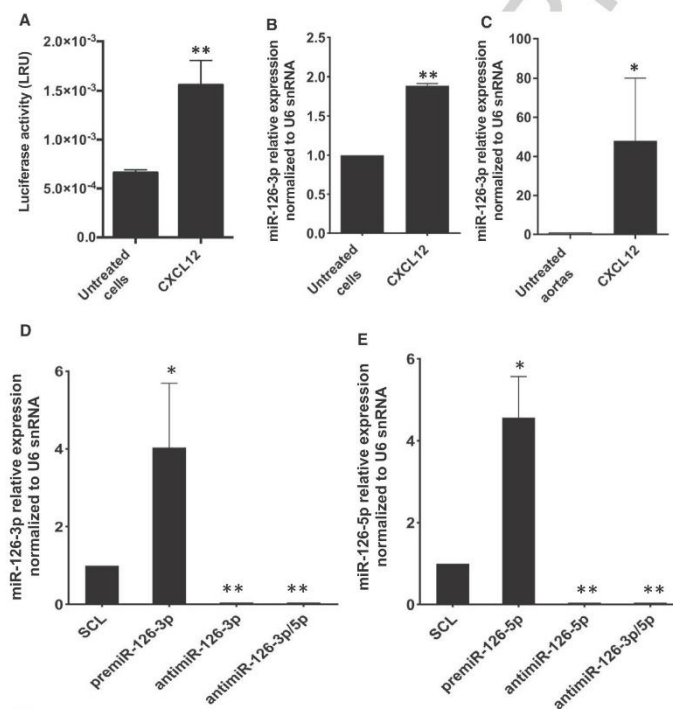 A
Luciferase activity (LRU)
2.0×10⁻³
1.5×10⁻³
1.0×10⁻³
5.0×10⁻⁴
0.0
**
Untreated
cells
CXCL12
B
miR-126-3p relative expression
normalized to U6 snRNA
2.5
2.0
1.5
1.0
0.5
0.0
**
Untreated
cells
CXCL12
C
miR-126-3p relative expression
normalized to U6 snRNA
100
80
60
40
20
0
*
Untreated
aortas
CXCL12
D
miR-126-3p relative expression
normalized to U6 snRNA
6
4
2
0
*
**
**
SCL
premiR-126-3p
antimiR-126-3p
antimiR-126-3p/5p
E
miR-126-5p relative expression
normalized to U6 snRNA
6
4
2
0
*
**
**
SCL
premiR-126-5p
antimiR-126-5p
antimiR-126-3p/5p